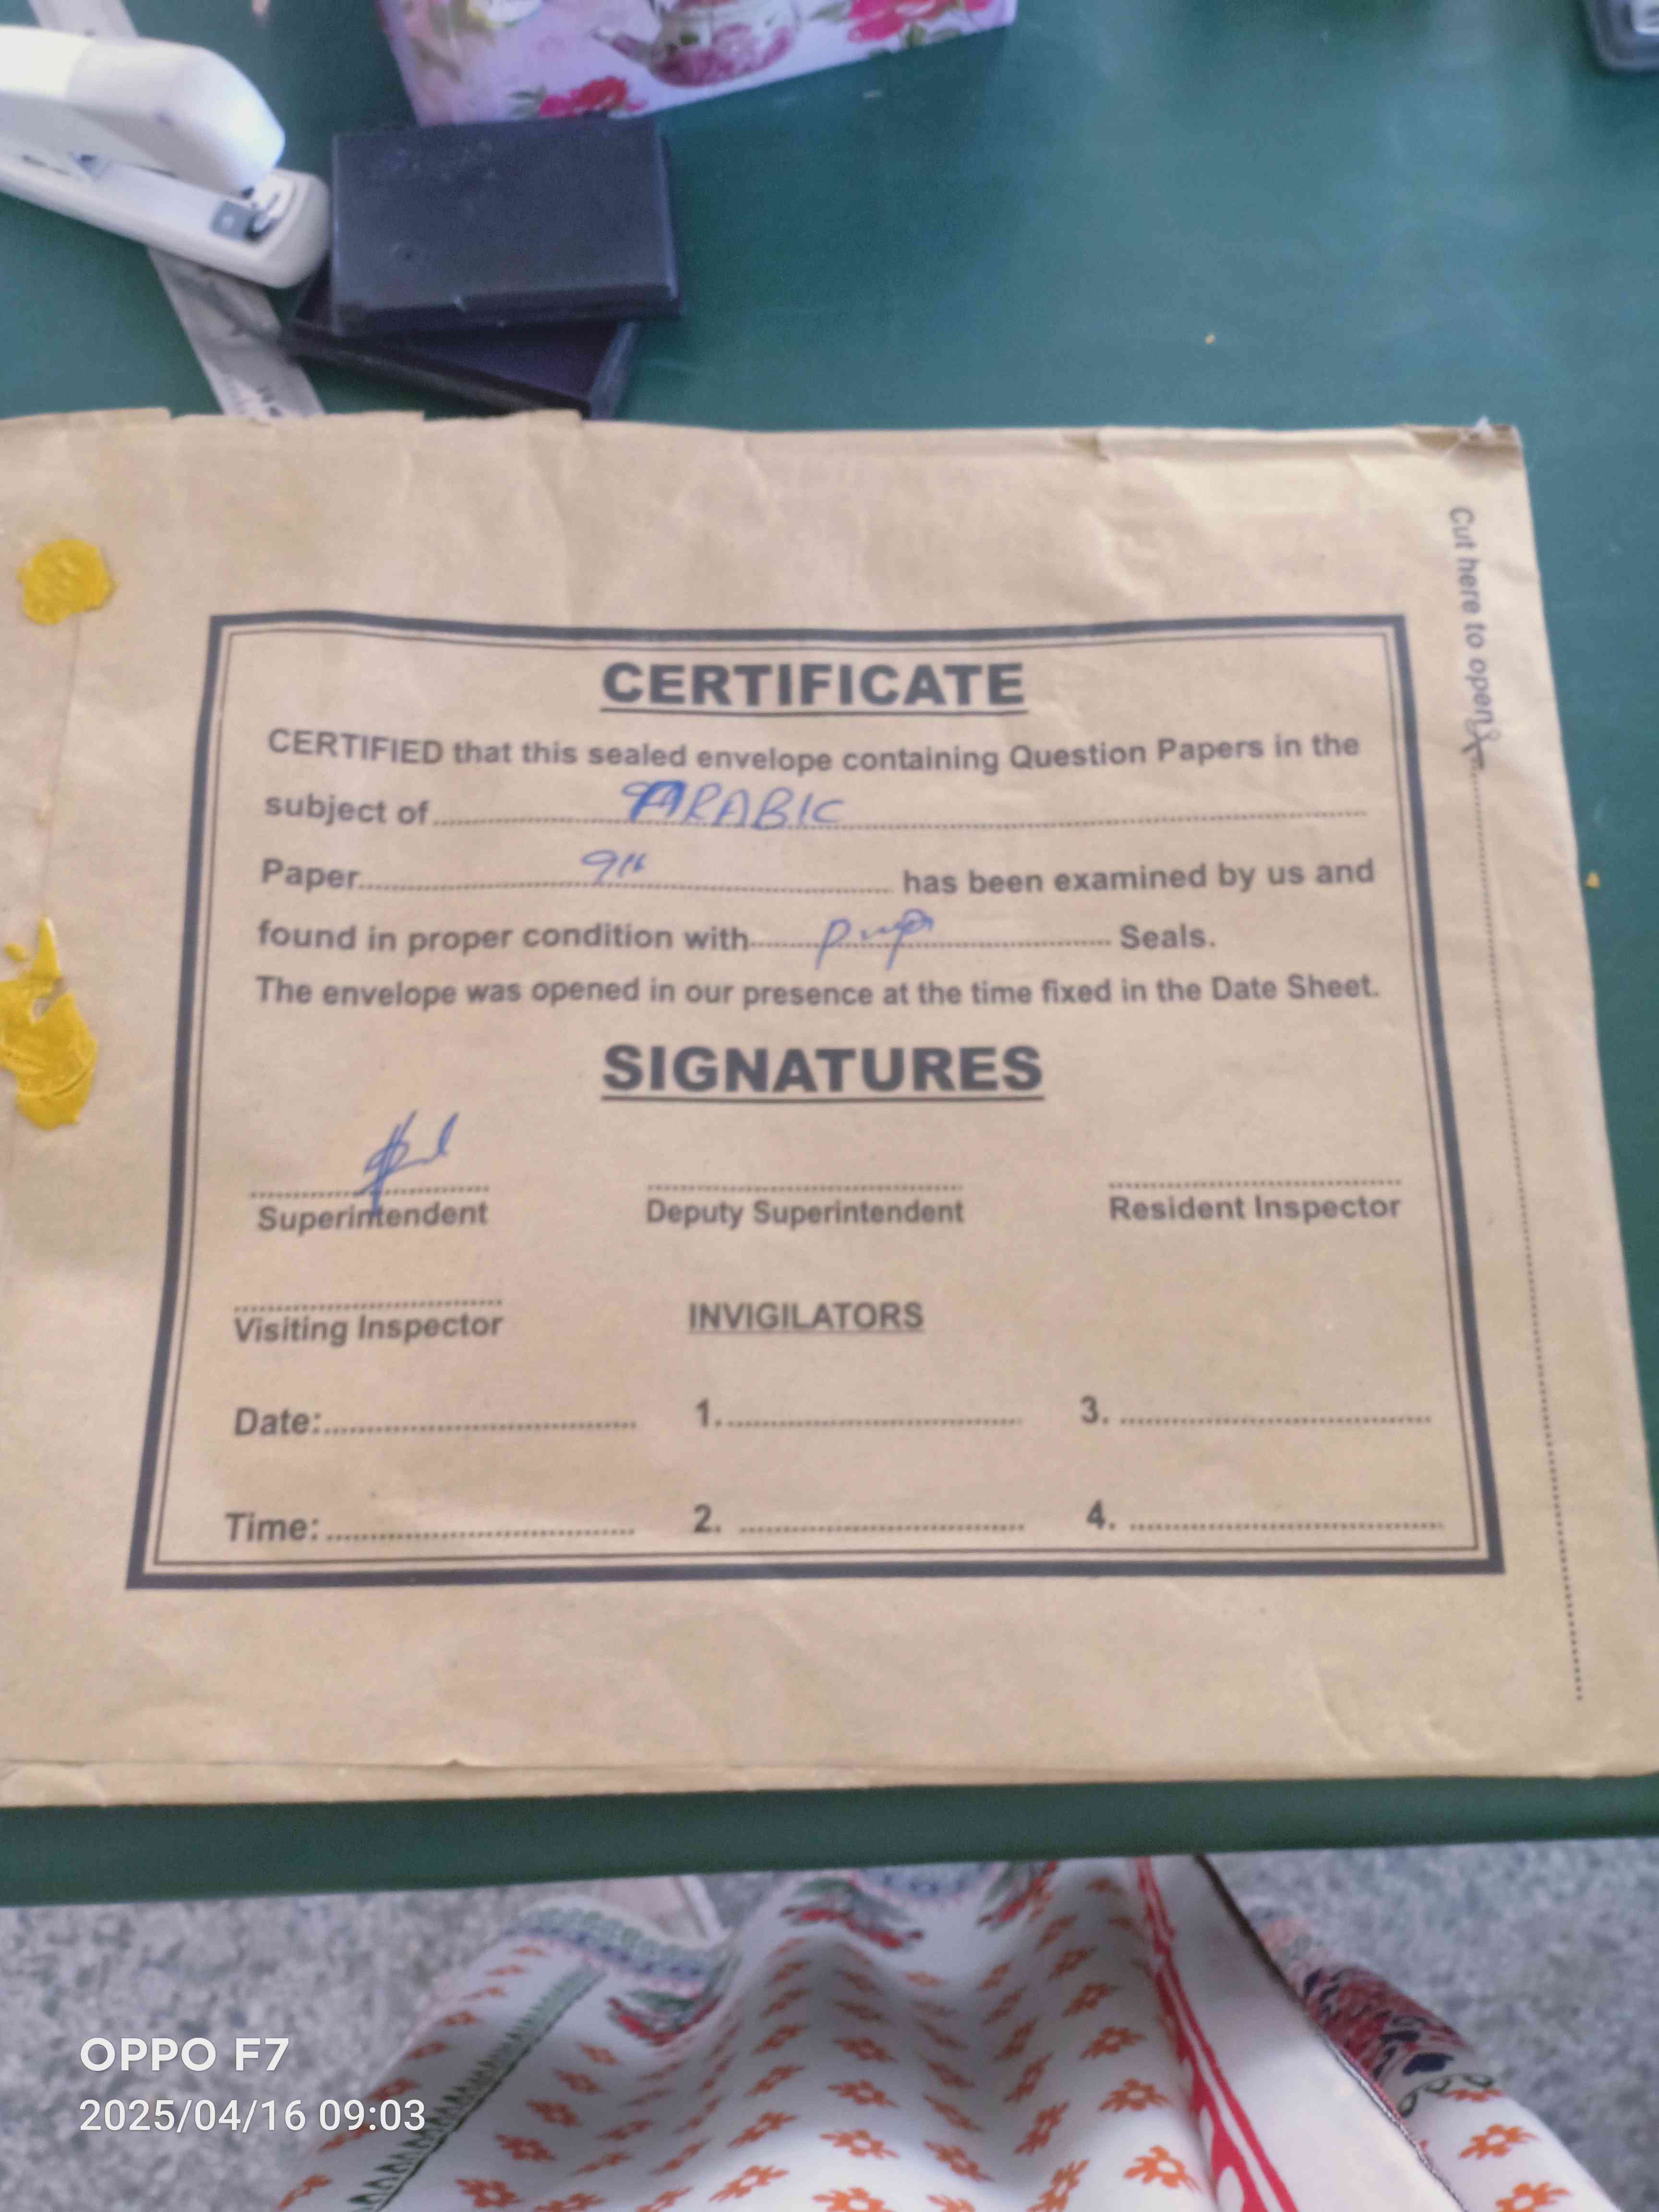 Cut here to open
CERTIFICATE
CERTIFIED that this sealed envelope containing Question Papers in the
subject of ARABIC
Paper 9th has been examined by us and
found in proper condition with Seals.
The envelope was opened in our presence at the time fixed in the Date Sheet.
SIGNATURES
Superintendent Deputy Superintendent Resident Inspector
Visiting Inspector INVIGILATORS
Date: 1. 3.
Time: 2. 4.
OPPO F7
2025/04/16 09:03